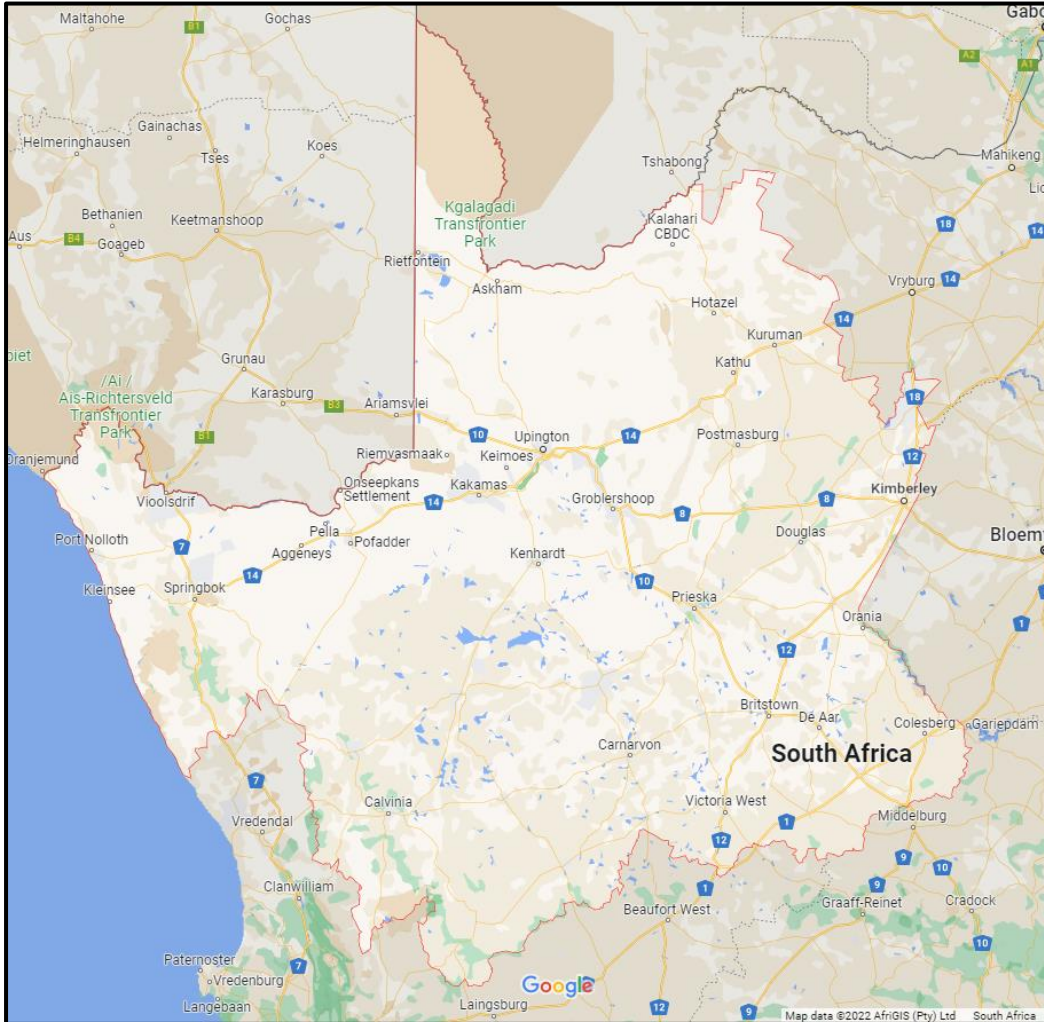 Maltahohe
B1
Gochas
Gabo
A2
A1
Gainachas
Helmeringhausen
Tses
Koes
Tshabong
Mahikeng
Lic
Bethanien
Keetmanshoop
Kgalagadi
Transfrontier
Park
Kalahari
CBDC
18
14
Aus
B4
Goageb
Rietfontein
Askham
Vryburg
14
Hotazel
14
Kuruman
Grunau
Kathu
piet
/Ai /
Ais-Richtersveld
Transfrontier
Park
Karasburg
B3
Ariamsvlei
18
B1
10
Upington
14
Postmasburg
Riemvasmaak
Keimoes
12
Oranjemund
Onseepkans
Settlement
Kakamas
Kimberley
Vioolsdrif
14
Groblershoop
8
8
Pella
Port Nolloth
7
Aggeneys
Pofadder
Douglas
Bloemf
Kenhardt
14
10
Kleinsee
Springbok
Prieska
1
Orania
12
Britstown
De Aar
Colesberg
Gariepdam
Carnarvon
South Africa
7
Calvinia
Victoria West
1
Middelburg
Vredendal
12
9
10
Clanwilliam
1
9
Beaufort West
Graaff-Reinet
Cradock
10
Paternoster
7
Vredenburg
Google
Langebaan
Laingsburg
12
9
Map data ©2022 AfriGIS (Pty) Ltd South Africa